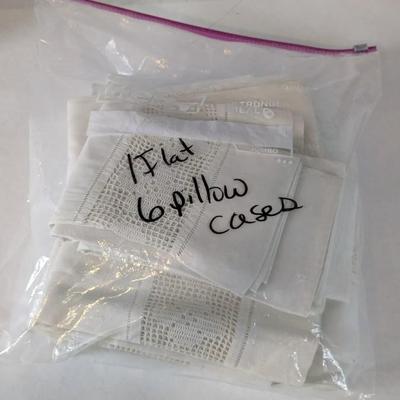 1 Flat
6 pillow
cases